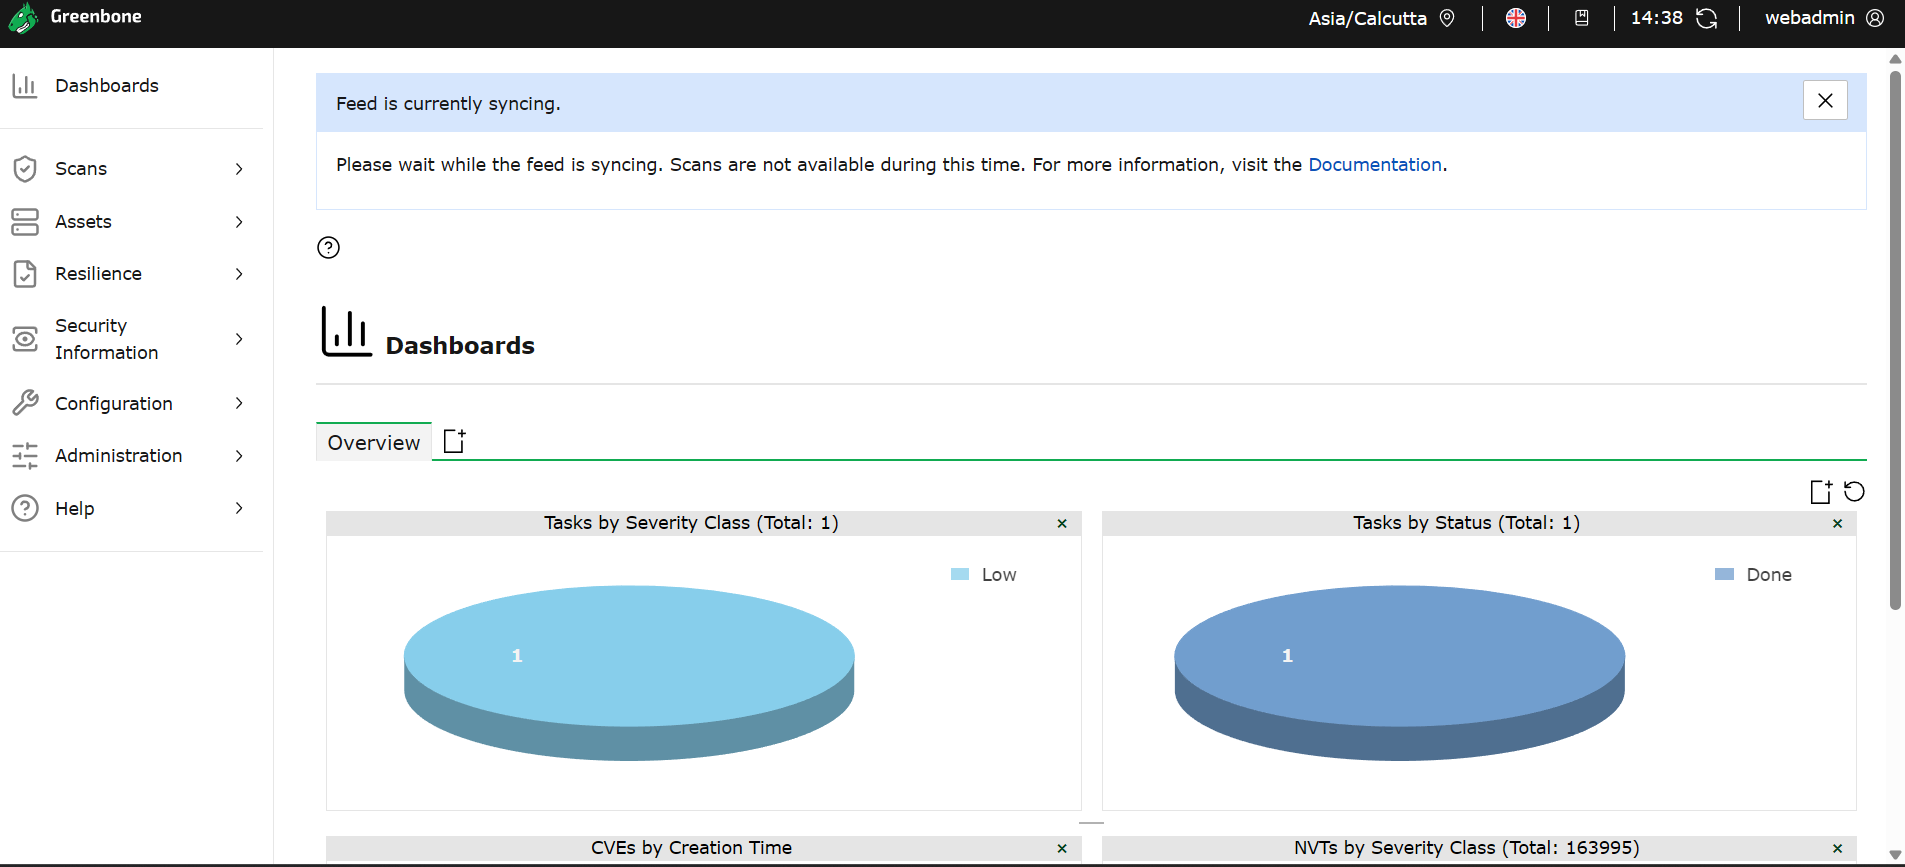 Greenbone
Asia/Calcutta
14:38
webadmin
Dashboards
Scans
Assets
Resilience
Security
Information
Configuration
Administration
Help
Feed is currently syncing.
Please wait while the feed is syncing. Scans are not available during this time. For more information, visit the Documentation.
Dashboards
Overview
Tasks by Severity Class (Total: 1)
Low
1
Tasks by Status (Total: 1)
Done
1
CVEs by Creation Time
NVTs by Severity Class (Total: 163995)